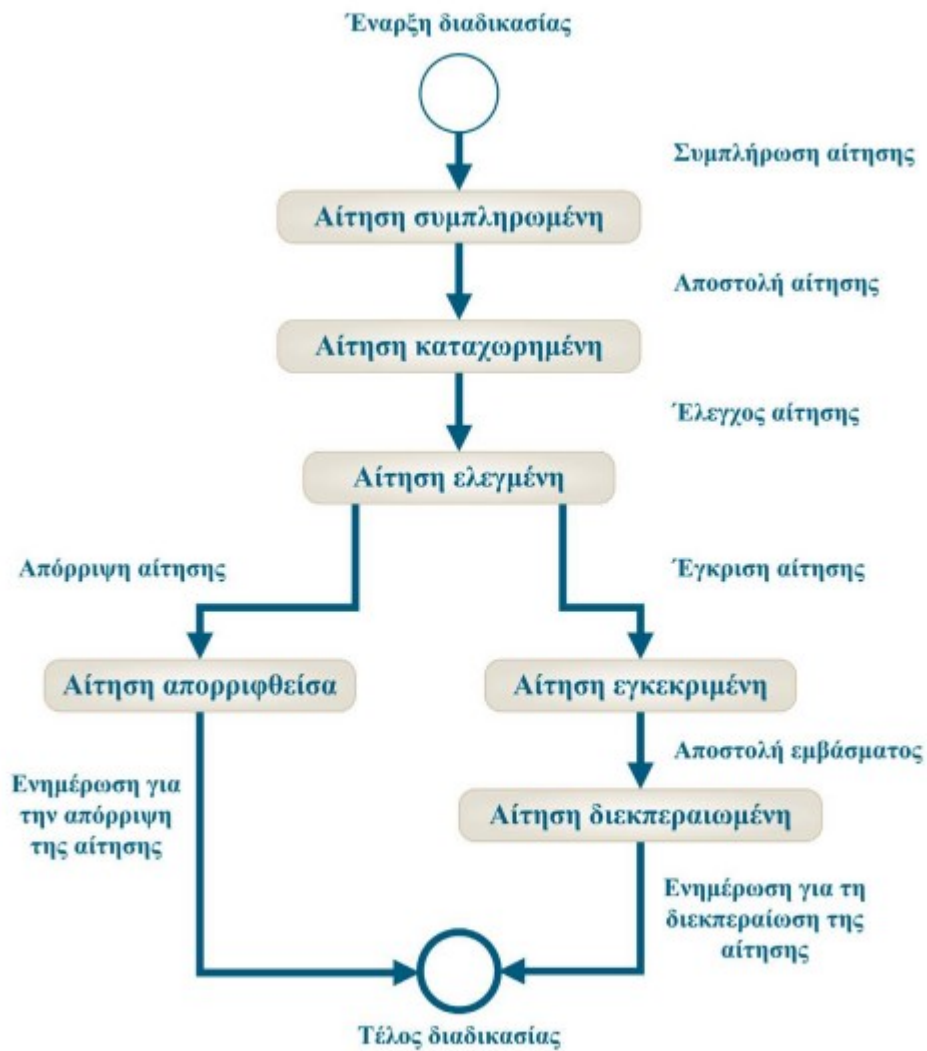 Έναρξη διαδικασίας
Συμπλήρωση αίτησης
Αίτηση συμπληρωμένη
Αποστολή αίτησης
Αίτηση καταχωρημένη
Έλεγχος αίτησης
Αίτηση ελεγμένη
Απόρριψη αίτησης
Έγκριση αίτησης
Αίτηση απορριφθείσα
Αίτηση εγκεκριμένη
Αποστολή εμβάσματος
Ενημέρωση για
την απόρριψη
της αίτησης
Αίτηση διεκπεραιωμένη
Ενημέρωση για τη
διεκπεραίωση της
αίτησης
Τέλος διαδικασίας